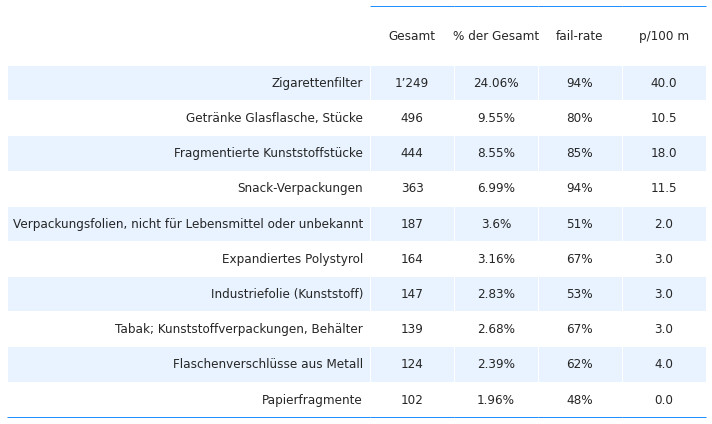 Gesamt % der Gesamt fail-rate p/100 m
Zigarettenfilter 1’249 24.06% 94% 40.0
Getränke Glasflasche, Stücke 496 9.55% 80% 10.5
Fragmentierte Kunststoffstücke 444 8.55% 85% 18.0
Snack-Verpackungen 363 6.99% 94% 11.5
Verpackungsfolien, nicht für Lebensmittel oder unbekannt 187 3.6% 51% 2.0
Expandiertes Polystyrol 164 3.16% 67% 3.0
Industriefolie (Kunststoff) 147 2.83% 53% 3.0
Tabak; Kunststoffverpackungen, Behälter 139 2.68% 67% 3.0
Flaschenverschlüsse aus Metall 124 2.39% 62% 4.0
Papierfragmente 102 1.96% 48% 0.0